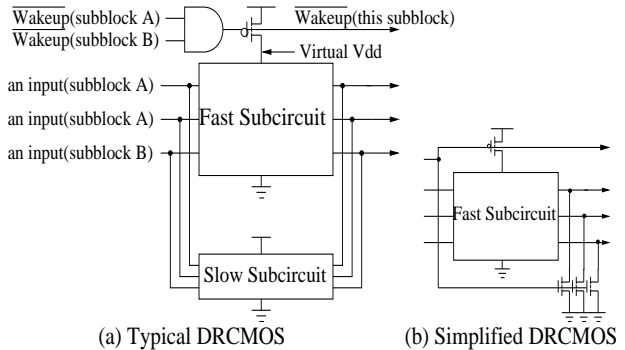 Wakeup(subblock A)
Wakeup(subblock B)
Wakeup(this subblock)
Virtual Vdd
an input(subblock A)
an input(subblock A)
an input(subblock B)
Fast Subcircuit
Slow Subcircuit
Fast Subcircuit
(a) Typical DRCMOS
(b) Simplified DRCMOS